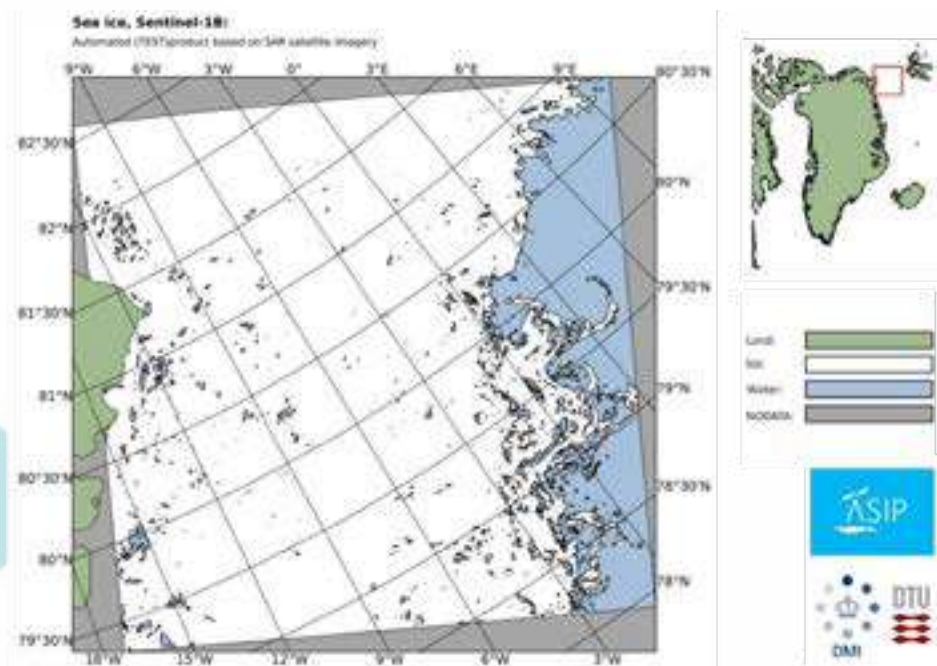 Sea ice, Sentinel-1B:
Automated (TEST)product based on SAR satellite imagery
9°W 6°W 3°W 0° 3°E 6°E 9°E 80°30'N
82°30'N
80°N
82°N
79°30'N
81°30'N
79°N
81°N
80°30'N
78°30'N
80°N
78°N
79°30'N
18°W 15°W 9°W 6°W 3°W
Land:
Ice:
Water:
NODATA:
ASIP
DTU
DMI